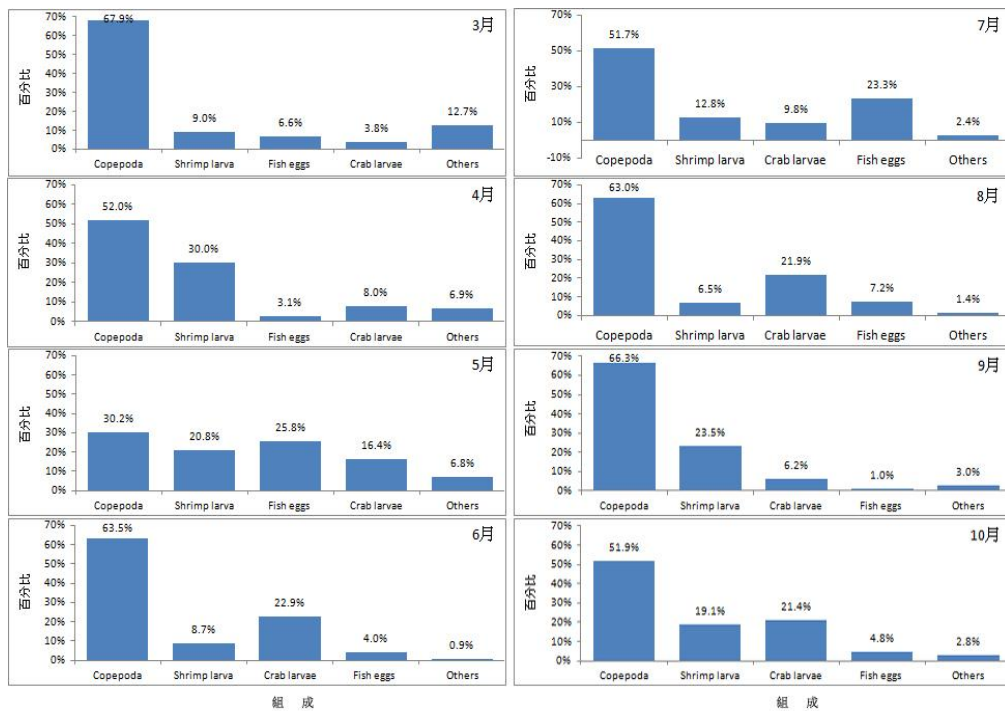 3月
百分比
70%
60%
50%
40%
30%
20%
10%
0%
67.9% 9.0% 6.6% 3.8% 12.7%
Copepoda Shrimp larva Fish eggs Crab larvae Others
4月
百分比
70%
60%
50%
40%
30%
20%
10%
0%
52.0% 30.0% 3.1% 8.0% 6.9%
Copepoda Shrimp larva Fish eggs Crab larvae Others
5月
百分比
70%
60%
50%
40%
30%
20%
10%
0%
30.2% 20.8% 25.8% 16.4% 6.8%
Copepoda Shrimp larva Fish eggs Crab larvae Others
6月
百分比
70%
60%
50%
40%
30%
20%
10%
0%
63.5% 8.7% 22.9% 4.0% 0.9%
Copepoda Shrimp larva Crab larvae Fish eggs Others
組 成
7月
百分比
70%
50%
30%
10%
-10%
51.7% 12.8% 9.8% 23.3% 2.4%
Copepoda Shrimp larva Crab larvae Fish eggs Others
8月
百分比
70%
60%
50%
40%
30%
20%
10%
0%
63.0% 6.5% 21.9% 7.2% 1.4%
Copepoda Shrimp larva Crab larvae Fish eggs Others
9月
百分比
70%
60%
50%
40%
30%
20%
10%
0%
66.3% 23.5% 6.2% 1.0% 3.0%
Copepoda Shrimp larva Crab larvae Fish eggs Others
10月
百分比
70%
60%
50%
40%
30%
20%
10%
0%
51.9% 19.1% 21.4% 4.8% 2.8%
Copepoda Shrimp larva Crab larvae Fish eggs Others
組 成